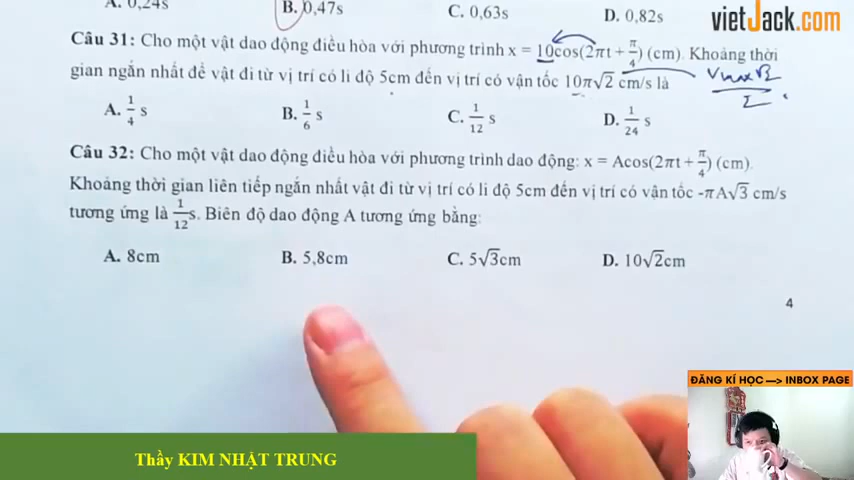 A. 0,24s B. 0,47s C. 0,63s D. 0,82s
vietJack.com
Câu 31: Cho một vật dao động điều hòa với phương trình x = 10cos(2πt + π/4) (cm). Khoảng thời
gian ngắn nhất để vật đi từ vị trí có li độ 5cm đến vị trí có vận tốc 10π√2 cm/s là
Vmax√2
2
A. 1/4 s B. 1/6 s C. 1/12 s D. 1/24 s
Câu 32: Cho một vật dao động điều hòa với phương trình dao động: x = Acos(2πt + π/4) (cm).
Khoảng thời gian liên tiếp ngắn nhất vật đi từ vị trí có li độ 5cm đến vị trí có vận tốc -πA√3 cm/s
tương ứng là 1/12s. Biên độ dao động A tương ứng bằng:
A. 8cm B. 5,8cm C. 5√3cm D. 10√2cm
4
ĐĂNG KÍ HỌC —> INBOX PAGE
Thầy KIM NHẬT TRUNG